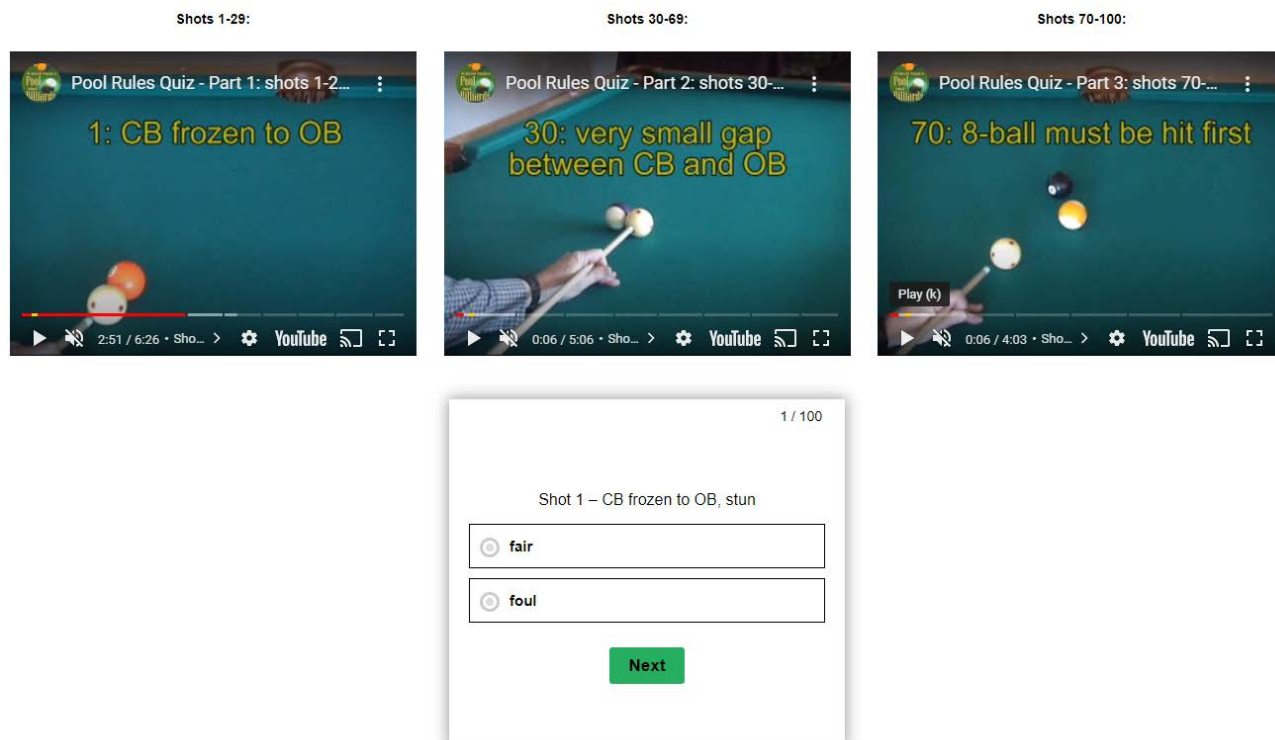 Shots 1-29:
Pool Rules Quiz - Part 1: shots 1-2...
1: CB frozen to OB
2:51 / 6:26 • Sho...
YouTube
Shots 30-69:
Pool Rules Quiz - Part 2: shots 30-...
30: very small gap
between CB and OB
0:06 / 5:06 • Sho...
YouTube
Shots 70-100:
Pool Rules Quiz - Part 3: shots 70-...
70: 8-ball must be hit first
Play (k)
0:06 / 4:03 • Sho...
YouTube
1 / 100
Shot 1 – CB frozen to OB, stun
fair
foul
Next